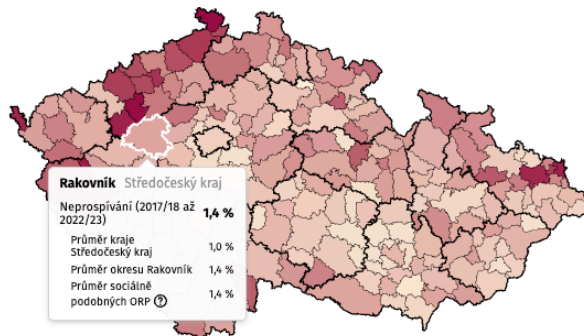 Rakovník Středočeský kraj
Neprospívání (2017/18 až
2022/23)
1,4 %
Průměr kraje
Středočeský kraj
1,0 %
Průměr okresu Rakovník 1,4 %
Průměr sociálně
podobných ORP ?
1,4 %